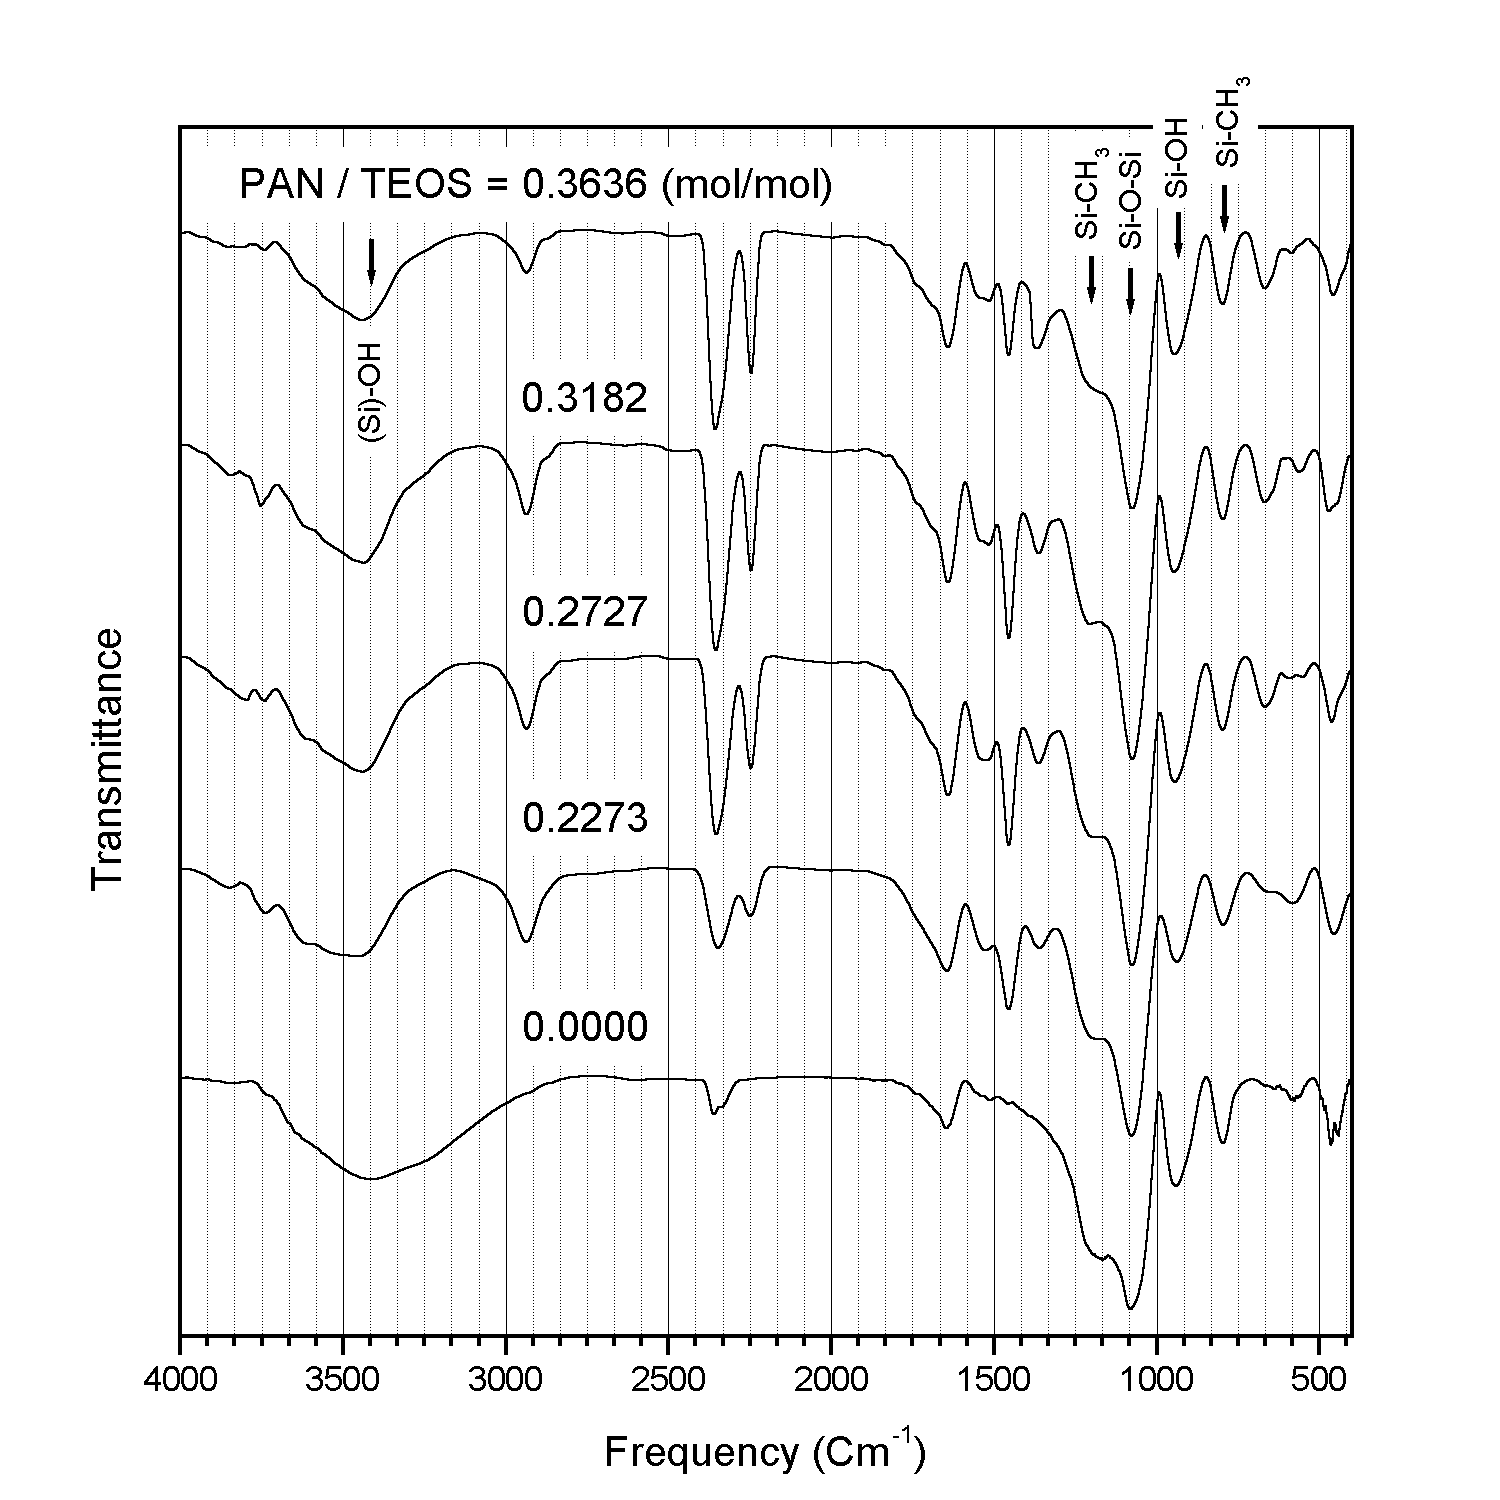 Si-CH3
Si-OH
Si-O-Si
Si-CH3
PAN / TEOS = 0.3636 (mol/mol)
(Si)-OH
0.3182
0.2727
0.2273
0.0000
Transmittance
4000 3500 3000 2500 2000 1500 1000 500
Frequency (Cm-1)